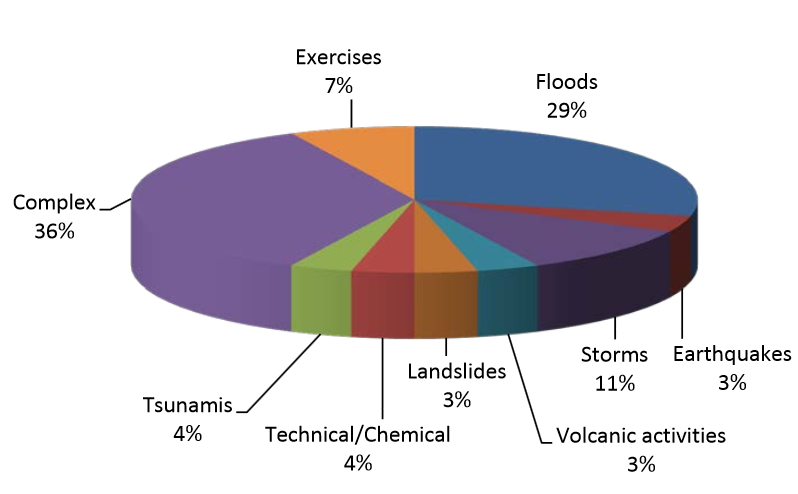 Exercises
7%
Floods
29%
Complex
36%
Storms
11%
Earthquakes
3%
Landslides
3%
Tsunamis
4%
Technical/Chemical
4%
Volcanic activities
3%